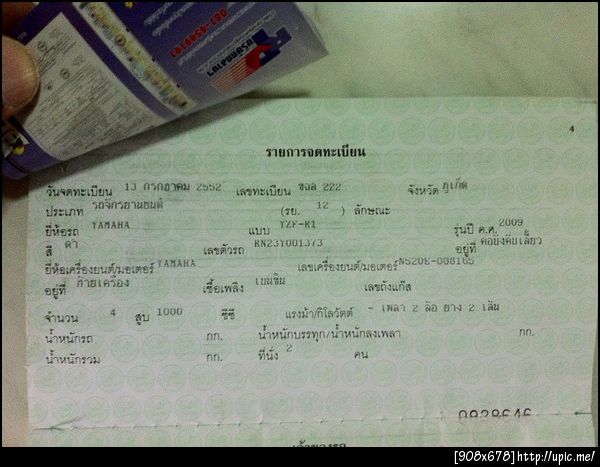 081-4549101
4
รายการจดทะเบียน
วันจดทะเบียน 13 กรกฎาคม 2552 เลขทะเบียน ขฉล 222 จังหวัด ภูเก็ต
ประเภท รถจักรยานยนต์ (รย. 12 ) ลักษณะ
ยี่ห้อรถ YAMAHA แบบ YZF-R1 รุ่นปี ค.ศ. 2009
สี ดำ เลขตัวรถ RN23Y001373 อยู่ที่ คอบังคับเลี้ยว
ยี่ห้อเครื่องยนต์/มอเตอร์ YAMAHA เลขเครื่องยนต์/มอเตอร์ N520E-008165
อยู่ที่ ท้ายเครื่อง เชื้อเพลิง เบนซิน เลขถังแก๊ส
จำนวน 4 สูบ 1000 ซีซี แรงม้า/กิโลวัตต์ - เพลา 2 ล้อ ยาง 2 เส้น
น้ำหนักรถ กก. น้ำหนักบรรทุก/น้ำหนักลงเพลา กก.
น้ำหนักรวม กก. ที่นั่ง 2 คน
เจ้าของรถ
[908x678]http://upic.me/